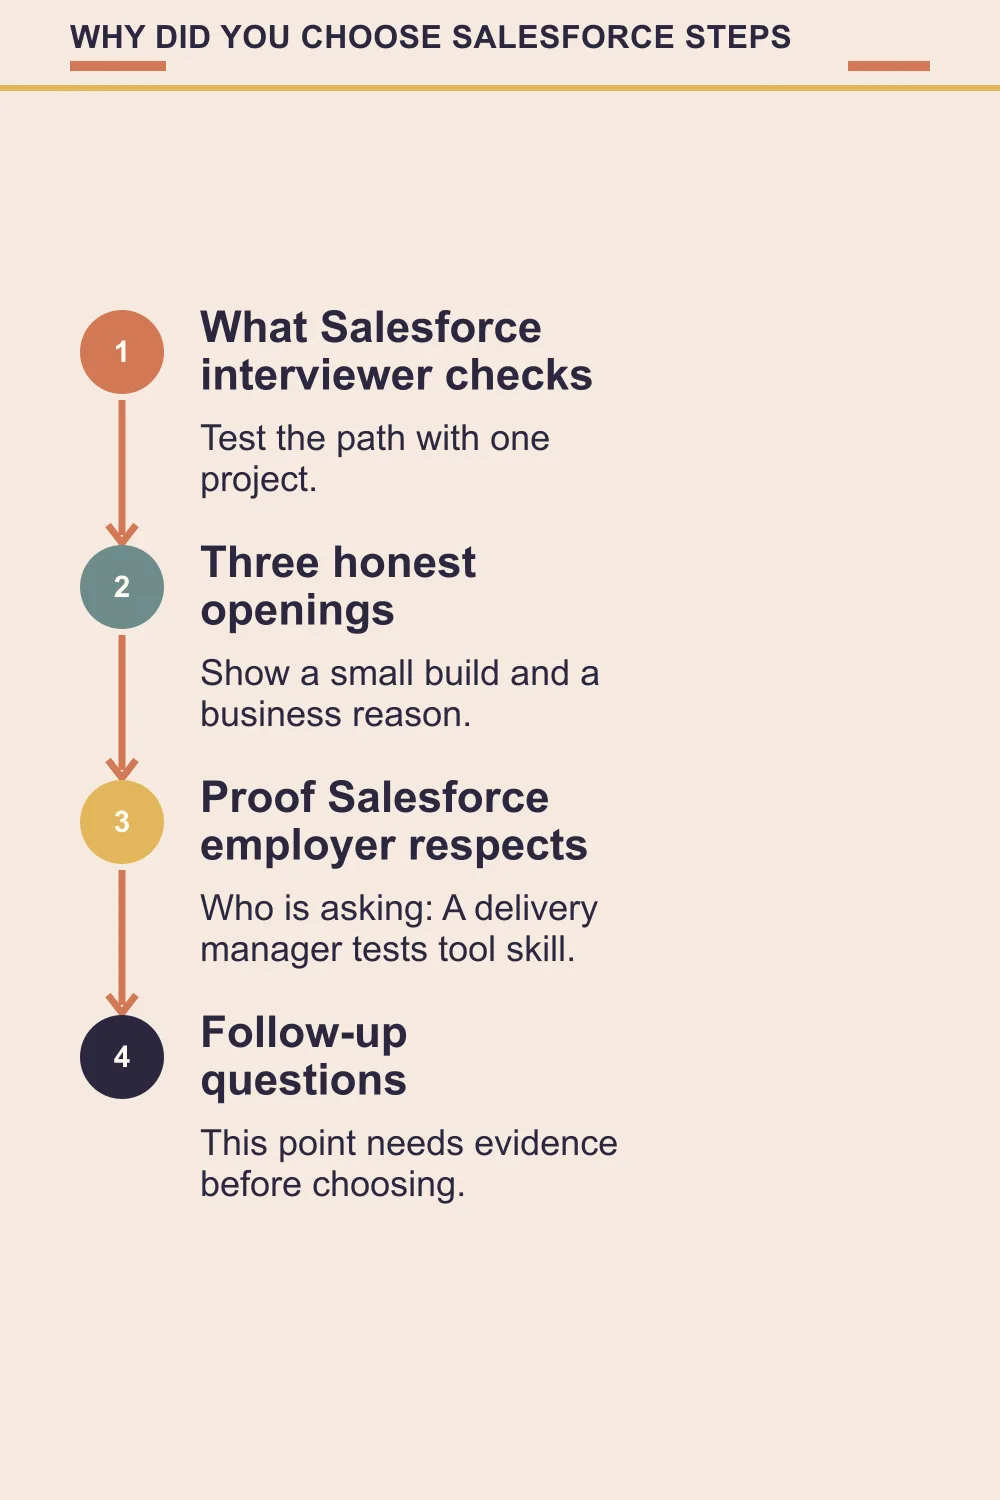 WHY DID YOU CHOOSE SALESFORCE STEPS
1
What Salesforce
interviewer checks
Test the path with one
project.
2
Three honest
openings
Show a small build and a
business reason.
3
Proof Salesforce
employer respects
Who is asking: A delivery
manager tests tool skill.
4
Follow-up
questions
This point needs evidence
before choosing.